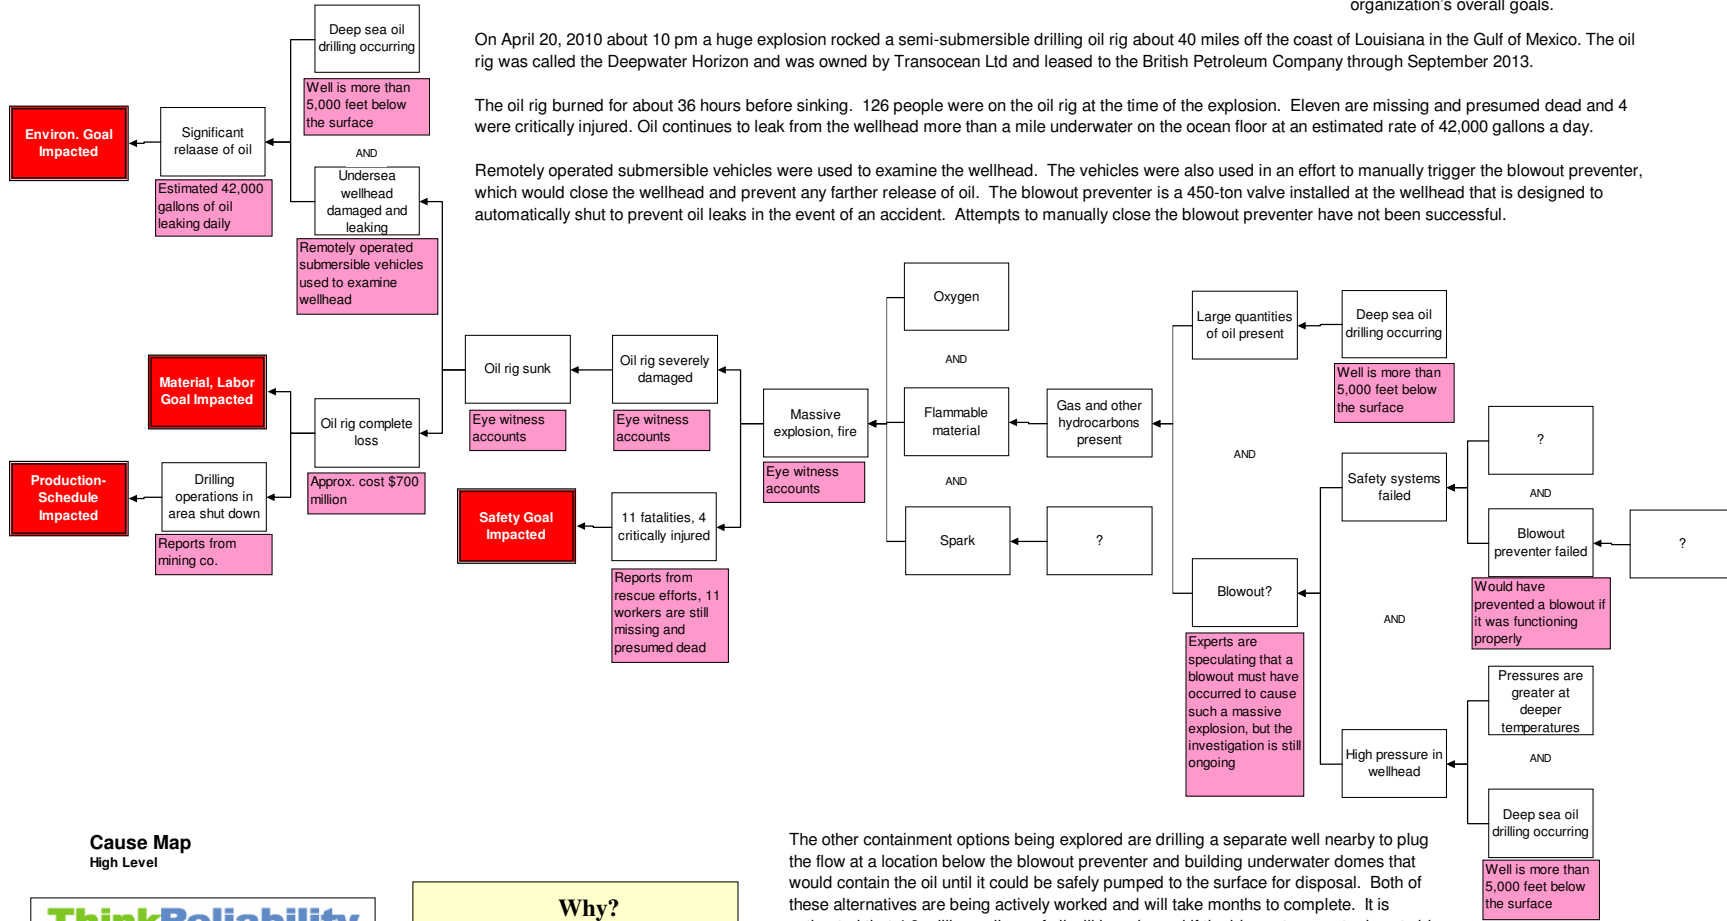 organization's overall goals.
On April 20, 2010 about 10 pm a huge explosion rocked a semi-submersible drilling oil rig about 40 miles off the coast of Louisiana in the Gulf of Mexico. The oil
rig was called the Deepwater Horizon and was owned by Transocean Ltd and leased to the British Petroleum Company through September 2013.
The oil rig burned for about 36 hours before sinking. 126 people were on the oil rig at the time of the explosion. Eleven are missing and presumed dead and 4
were critically injured. Oil continues to leak from the wellhead more than a mile underwater on the ocean floor at an estimated rate of 42,000 gallons a day.
Remotely operated submersible vehicles were used to examine the wellhead. The vehicles were also used in an effort to manually trigger the blowout preventer,
which would close the wellhead and prevent any farther release of oil. The blowout preventer is a 450-ton valve installed at the wellhead that is designed to
automatically shut to prevent oil leaks in the event of an accident. Attempts to manually close the blowout preventer have not been successful.
Deep sea oil
drilling occurring
Well is more than
5,000 feet below
the surface
Environ. Goal
Impacted
Significant
relaase of oil
AND
Estimated 42,000
gallons of oil
leaking daily
Undersea
wellhead
damaged and
leaking
Remotely operated
submersible vehicles
used to examine
wellhead
Material, Labor
Goal Impacted
Oil rig complete
loss
Approx. cost $700
million
Production-
Schedule
Impacted
Drilling
operations in
area shut down
Reports from
mining co.
Oil rig sunk
Eye witness
accounts
Oil rig severely
damaged
Eye witness
accounts
Safety Goal
Impacted
11 fatalities, 4
critically injured
Reports from
rescue efforts, 11
workers are still
missing and
presumed dead
Massive
explosion, fire
Eye witness
accounts
Oxygen
AND
Flammable
material
AND
Spark
?
Gas and other
hydrocarbons
present
Large quantities
of oil present
Deep sea oil
drilling occurring
Well is more than
5,000 feet below
the surface
AND
Blowout?
Experts are
speculating that a
blowout must have
occurred to cause
such a massive
explosion, but the
investigation is still
ongoing
Safety systems
failed
?
AND
Blowout
preventer failed
?
Would have
prevented a blowout if
it was functioning
properly
AND
High pressure in
wellhead
Pressures are
greater at
deeper
temperatures
AND
Deep sea oil
drilling occurring
Well is more than
5,000 feet below
the surface
Cause Map
High Level
ThinkReliability
Why?
The other containment options being explored are drilling a separate well nearby to plug
the flow at a location below the blowout preventer and building underwater domes that
would contain the oil until it could be safely pumped to the surface for disposal. Both of
these alternatives are being actively worked and will take months to complete. It is